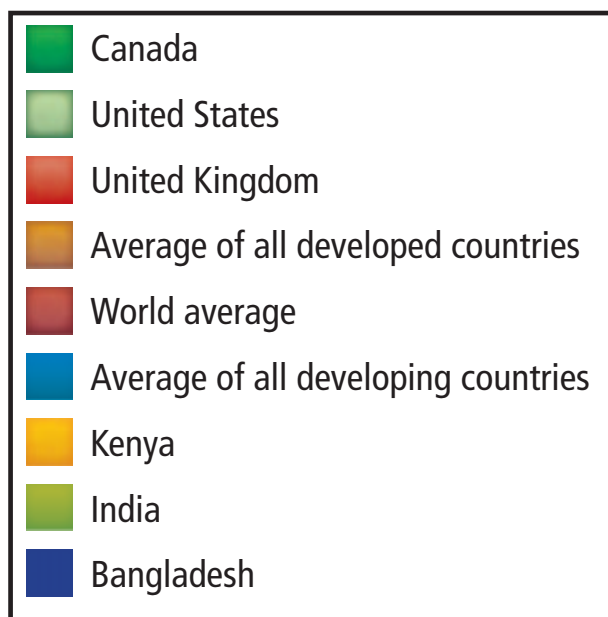 Canada
United States
United Kingdom
Average of all developed countries
World average
Average of all developing countries
Kenya
India
Bangladesh